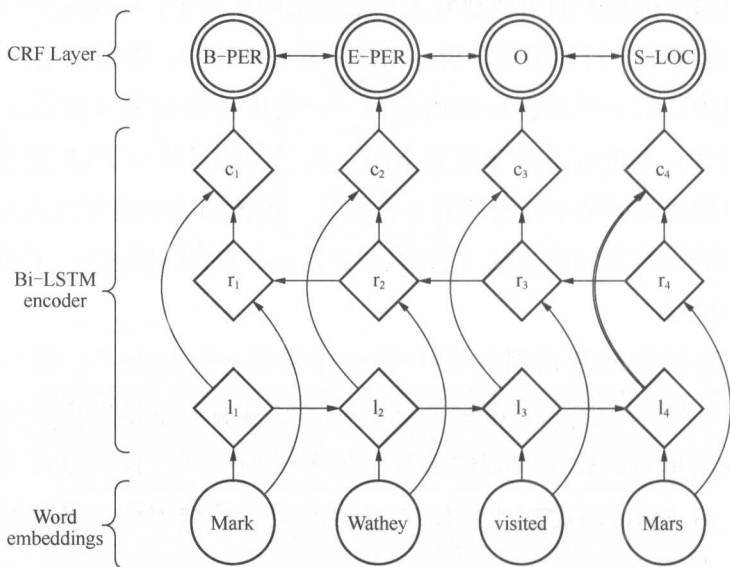 CRF Layer
B-PER
E-PER
O
S-LOC
c₁
c₂
c₃
c₄
Bi-LSTM
encoder
r₁
r₂
r₃
r₄
l₁
l₂
l₃
l₄
Word
embeddings
Mark
Wathey
visited
Mars